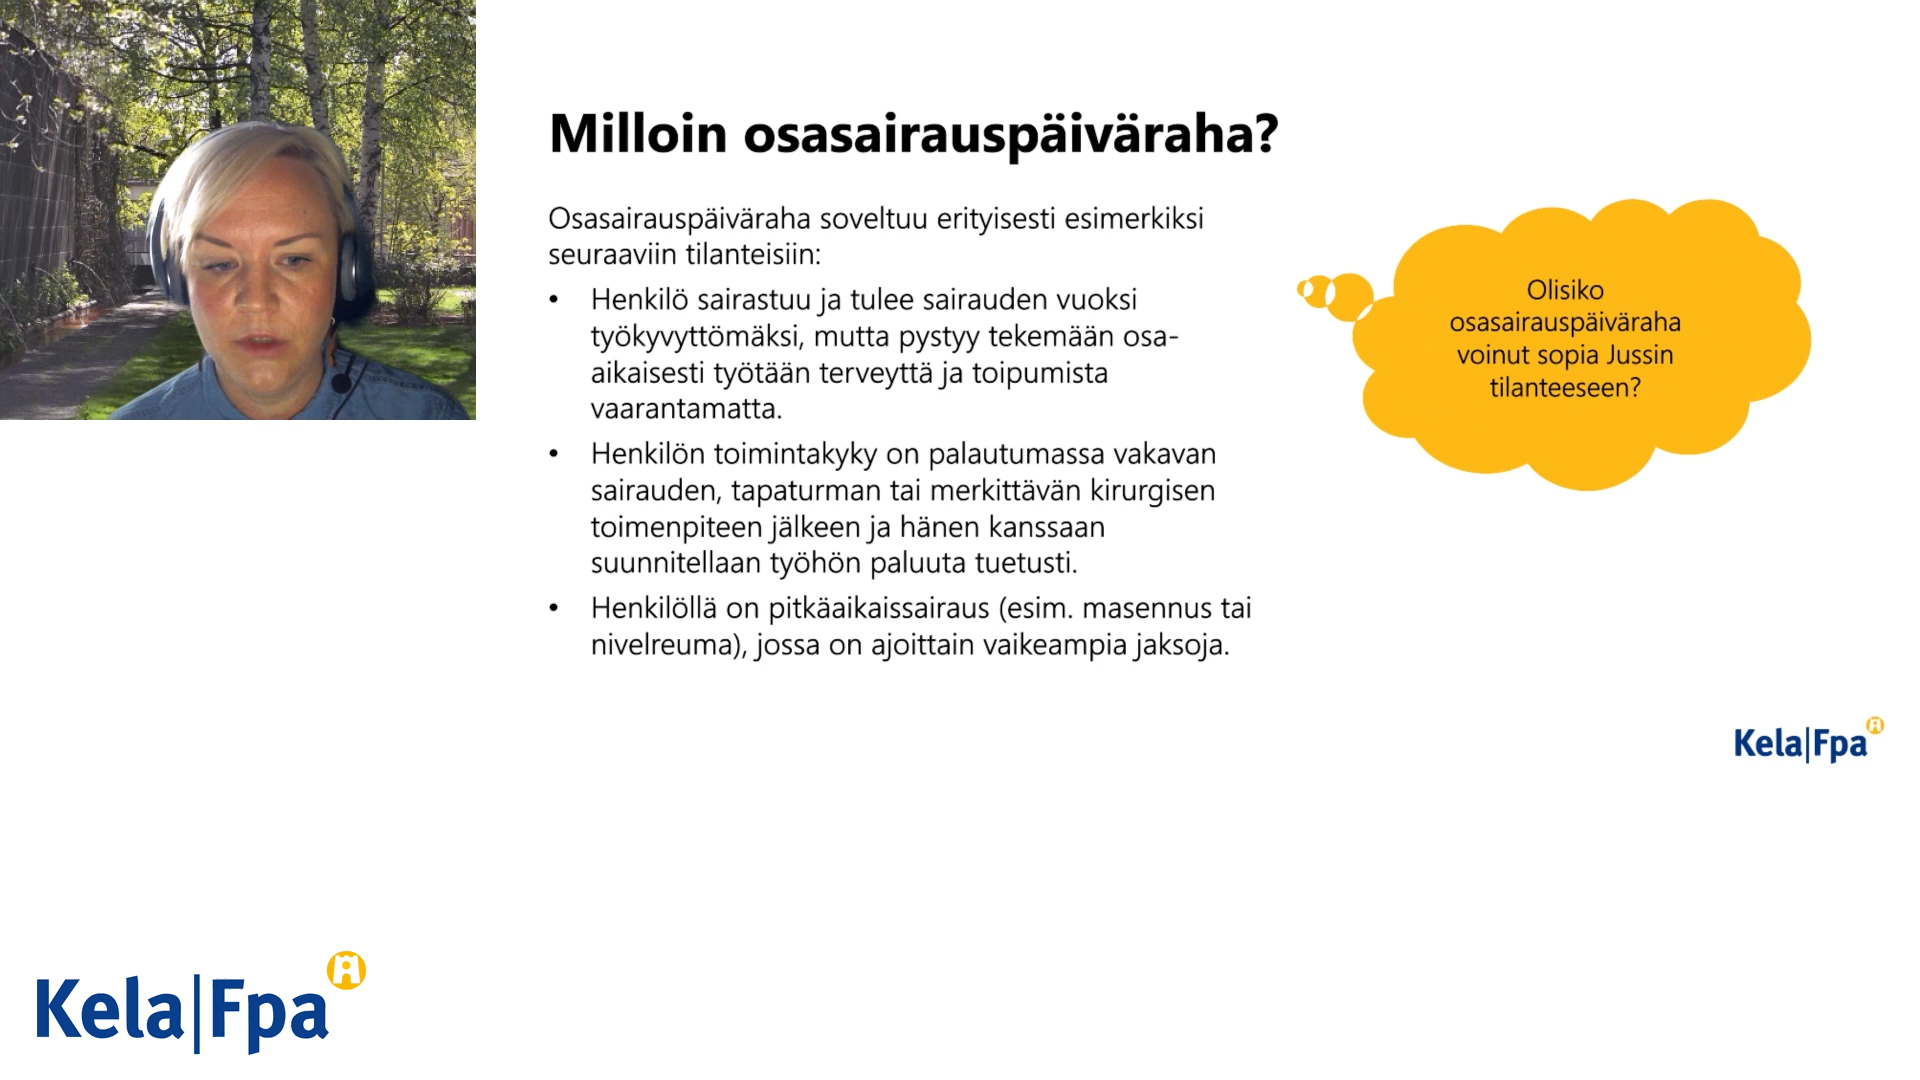 Milloin osasairauspäiväraha?
Osasairauspäiväraha soveltuu erityisesti esimerkiksi
seuraaviin tilanteisiin:
• Henkilö sairastuu ja tulee sairauden vuoksi
työkyvyttömäksi, mutta pystyy tekemään osa-
aikaisesti työtään terveyttä ja toipumista
vaarantamatta.
• Henkilön toimintakyky on palautumassa vakavan
sairauden, tapaturman tai merkittävän kirurgisen
toimenpiteen jälkeen ja hänen kanssaan
suunnitellaan työhön paluuta tuetusti.
• Henkilöllä on pitkäaikaissairaus (esim. masennus tai
nivelreuma), jossa on ajoittain vaikeampia jaksoja.
Olisiko
osasairauspäiväraha
voinut sopia Jussin
tilanteeseen?
Kela|Fpa
Kela|Fpa